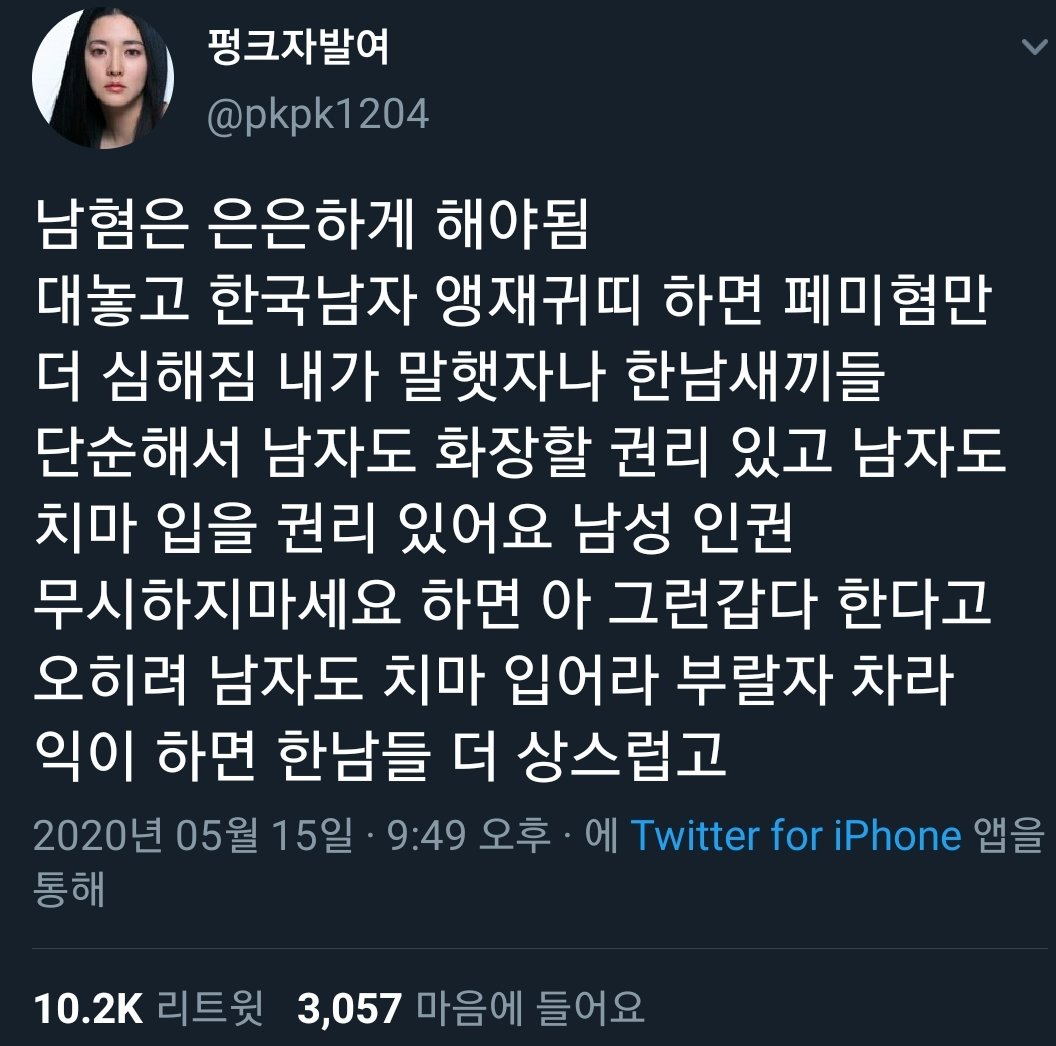 펑크자발여
@pkpk1204
남혐은 은은하게 해야됨
대놓고 한국남자 앵재귀띠 하면 페미혐만
더 심해짐 내가 말햇자나 한남새끼들
단순해서 남자도 화장할 권리 있고 남자도
치마 입을 권리 있어요 남성 인권
무시하지마세요 하면 아 그런갑다 한다고
오히려 남자도 치마 입어라 부랄자 차라
익이 하면 한남들 더 상스럽고
2020년 05월 15일 · 9:49 오후 · 에 Twitter for iPhone 앱을
통해
10.2K 리트윗 3,057 마음에 들어요